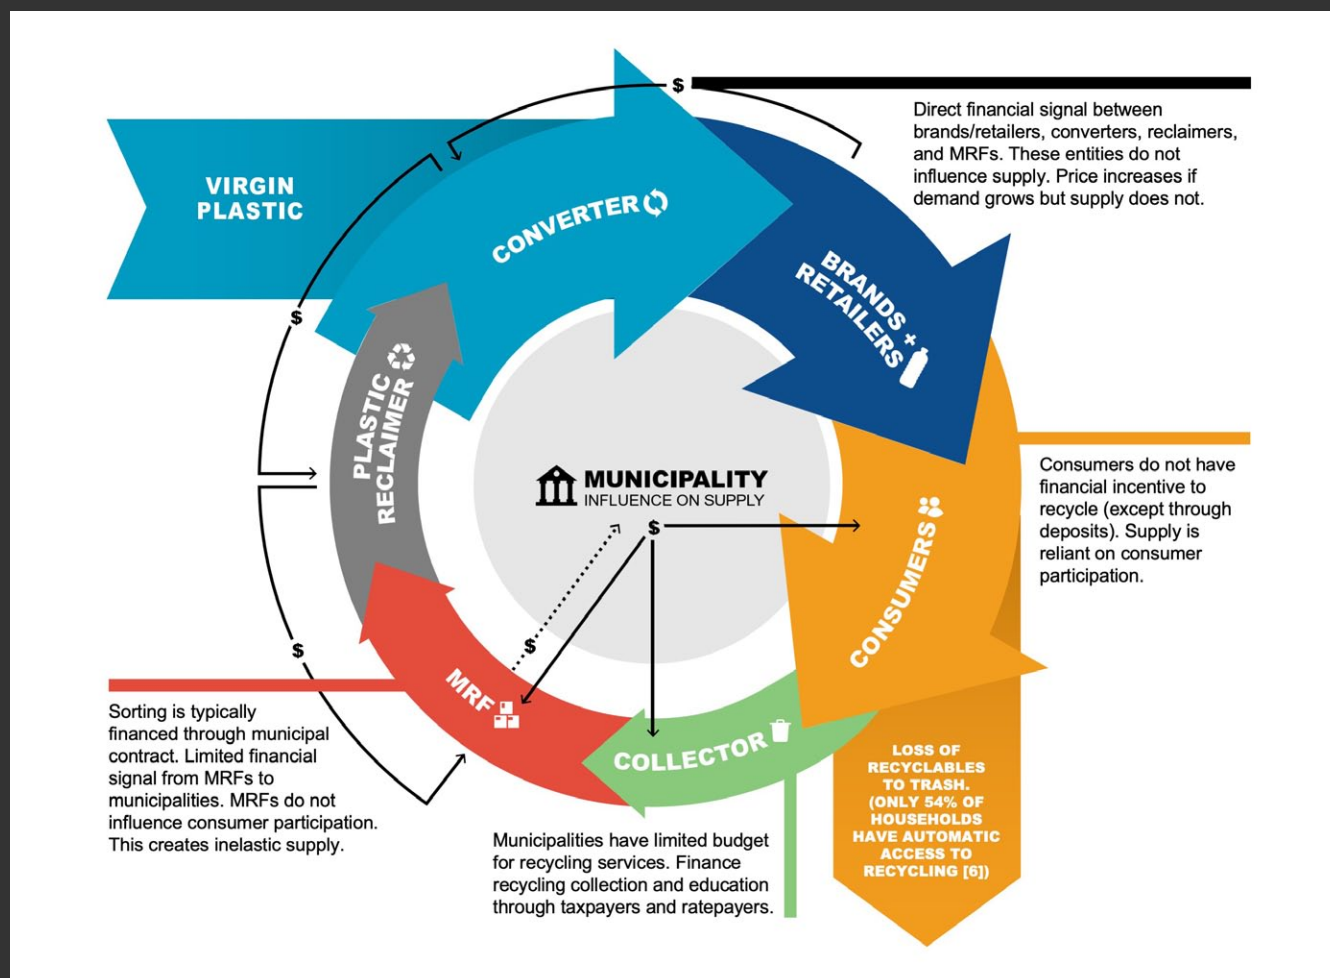 $
Direct financial signal between
brands/retailers, converters, reclaimers,
and MRFs. These entities do not
influence supply. Price increases if
demand grows but supply does not.
VIRGIN
PLASTIC
CONVERTER
BRANDS +
RETAILERS
$
PLASTIC
RECLAIMER
MUNICIPALITY
INFLUENCE ON SUPPLY
$
Consumers do not have
financial incentive to
recycle (except through
deposits). Supply is
reliant on consumer
participation.
CONSUMERS
$
$
MRF
Sorting is typically
financed through municipal
contract. Limited financial
signal from MRFs to
municipalities. MRFs do not
influence consumer participation.
This creates inelastic supply.
COLLECTOR
Municipalities have limited budget
for recycling services. Finance
recycling collection and education
through taxpayers and ratepayers.
LOSS OF
RECYCLABLES
TO TRASH.
(ONLY 54% OF
HOUSEHOLDS
HAVE AUTOMATIC
ACCESS TO
RECYCLING [6])